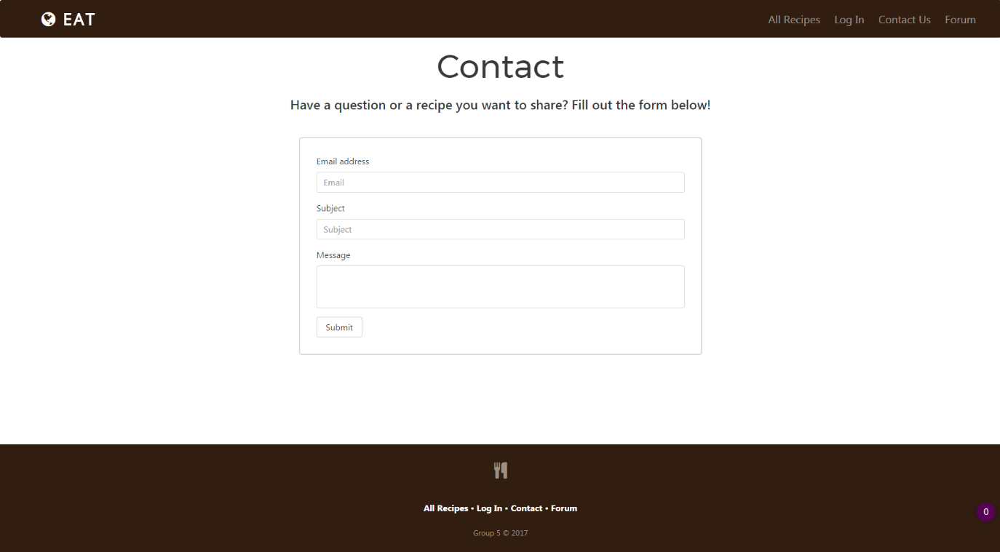 EAT
All Recipes Log In Contact Us Forum
Contact
Have a question or a recipe you want to share? Fill out the form below!
Email address
Email
Subject
Subject
Message
Submit
All Recipes • Log In • Contact • Forum
0
Group 5 © 2017